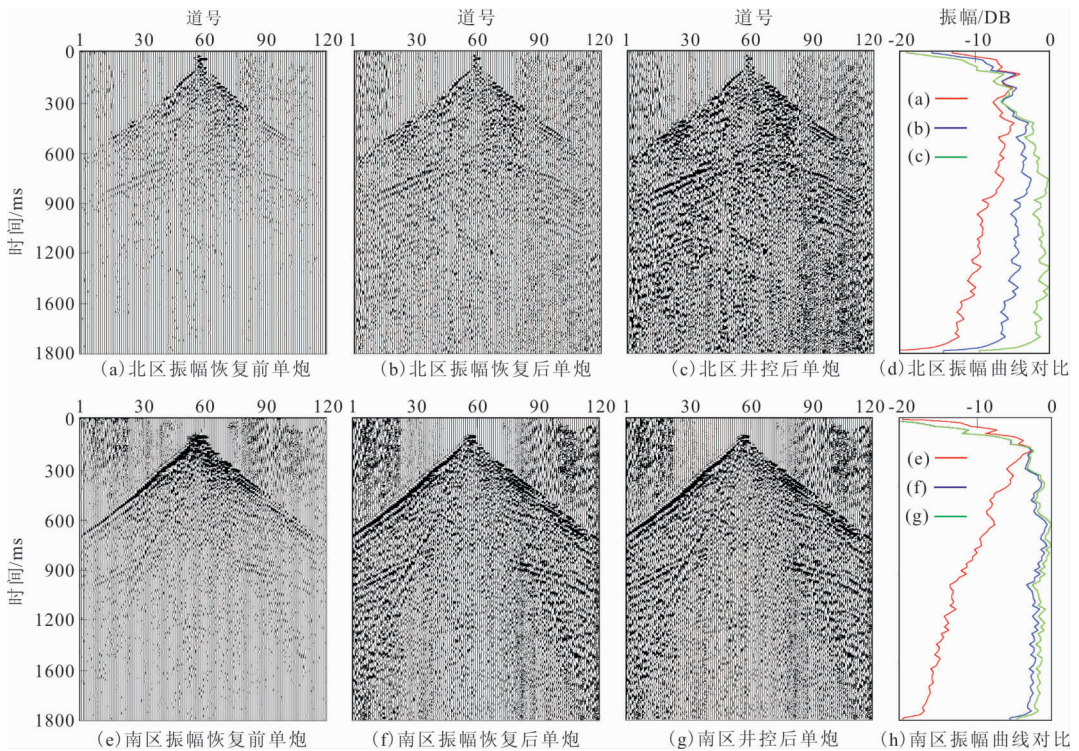 道号 道号 道号 振幅/DB
1 30 60 90 120 1 30 60 90 120 1 30 60 90 120 -20 -10 0
0
300
600
900
1200
1600
1800
时间/ms
(a)
(b)
(c)
(a)北区振幅恢复前单炮 (b)北区振幅恢复后单炮 (c)北区井控后单炮 (d)北区振幅曲线对比
1 30 60 90 120 1 30 60 90 120 1 30 60 90 120 -20 -10 0
0
300
600
900
1200
1600
1800
时间/ms
(e)
(f)
(g)
(e)南区振幅恢复前单炮 (f)南区振幅恢复后单炮 (g)南区井控后单炮 (h)南区振幅曲线对比